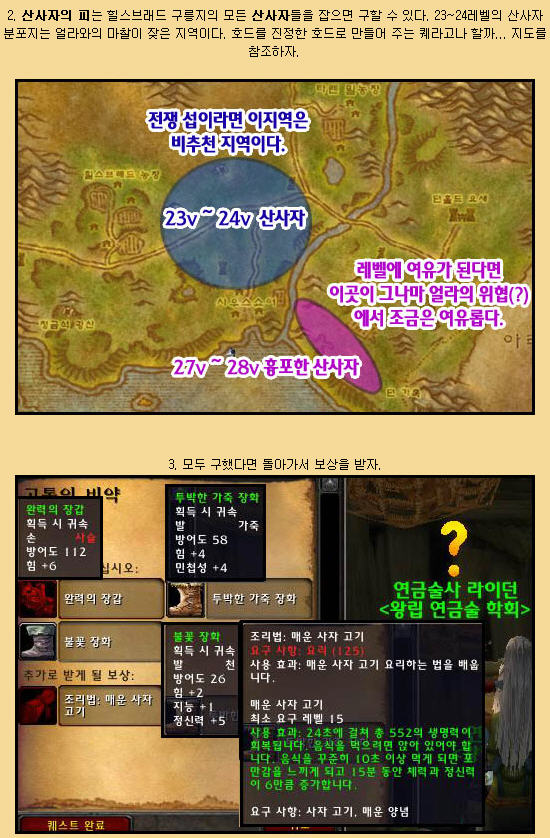 2. 산사자의 피는 힐스브래드 구릉지의 모든 산사자들을 잡으면 구할 수 있다. 23~24레벨의 산사자
분포지는 얼라와의 마찰이 잦은 지역이다. 호드를 진정한 호드로 만들어 주는 퀘라고나 할까... 지도를
참조하자.
전쟁 섭이라면 이지역은
비추천 지역이다.
힐스브래드 농장
23v ~ 24v 산사자
던홀드 요새
레벨에 여유가 된다면
이곳이 그나마 얼라의 위협(?)
에서 조금은 여유롭다.
사우스쇼어
27v ~ 28v 흉포한 산사자
3. 모두 구했다면 돌아가서 보상을 받자.
완력의 장갑
획득 시 귀속
손 사슬
방어도 112
힘 +6
투박한 가죽 장화
획득 시 귀속
발 가죽
방어도 58
힘 +4
민첩성 +4
십시오:
완력의 장갑
투박한 가죽 장화
불꽃 장화
추가로 받게 될 보상:
조리법: 매운 사자
고기
불꽃 장화
획득 시 귀속
발 천
방어도 26
힘 +2
지능 +1
정신력 +5
조리법: 매운 사자 고기
요구 사항: 요리 (125)
사용 효과: 매운 사자 고기 요리하는 법을 배웁
니다.
매운 사자 고기
최소 요구 레벨 15
사용 효과: 24초에 걸쳐 총 552의 생명력이
회복됩니다. 음식을 먹으려면 앉아 있어야 합
니다. 음식을 꾸준히 10초 이상 먹게 되면 포
만감을 느끼게 되고 15분 동안 체력과 정신력
이 6만큼 증가합니다.
요구 사항: 사자 고기, 매운 양념
연금술사 라이던
<왕립 연금술 학회>
퀘스트 완료